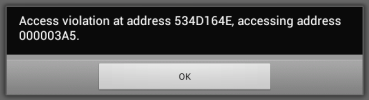 Access violation at address 534D164E, accessing address
000003A5.
OK